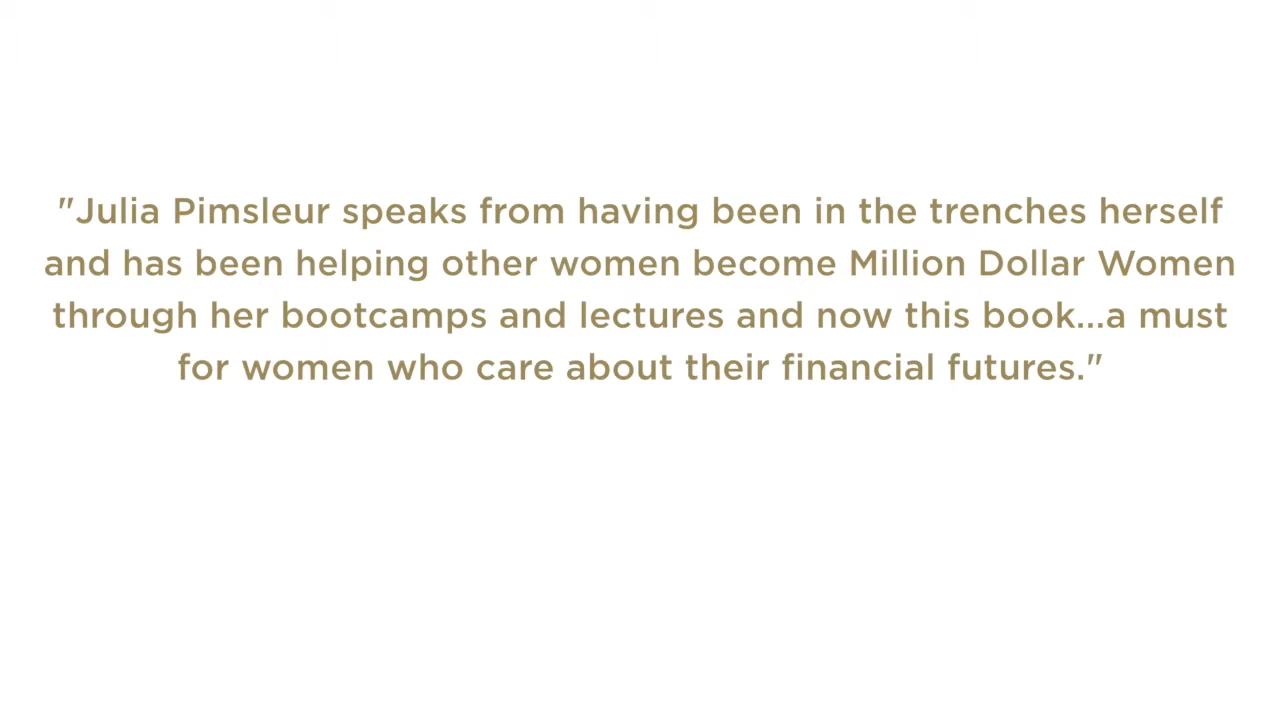 "Julia Pimsleur speaks from having been in the trenches herself
and has been helping other women become Million Dollar Women
through her bootcamps and lectures and now this book...a must
for women who care about their financial futures."